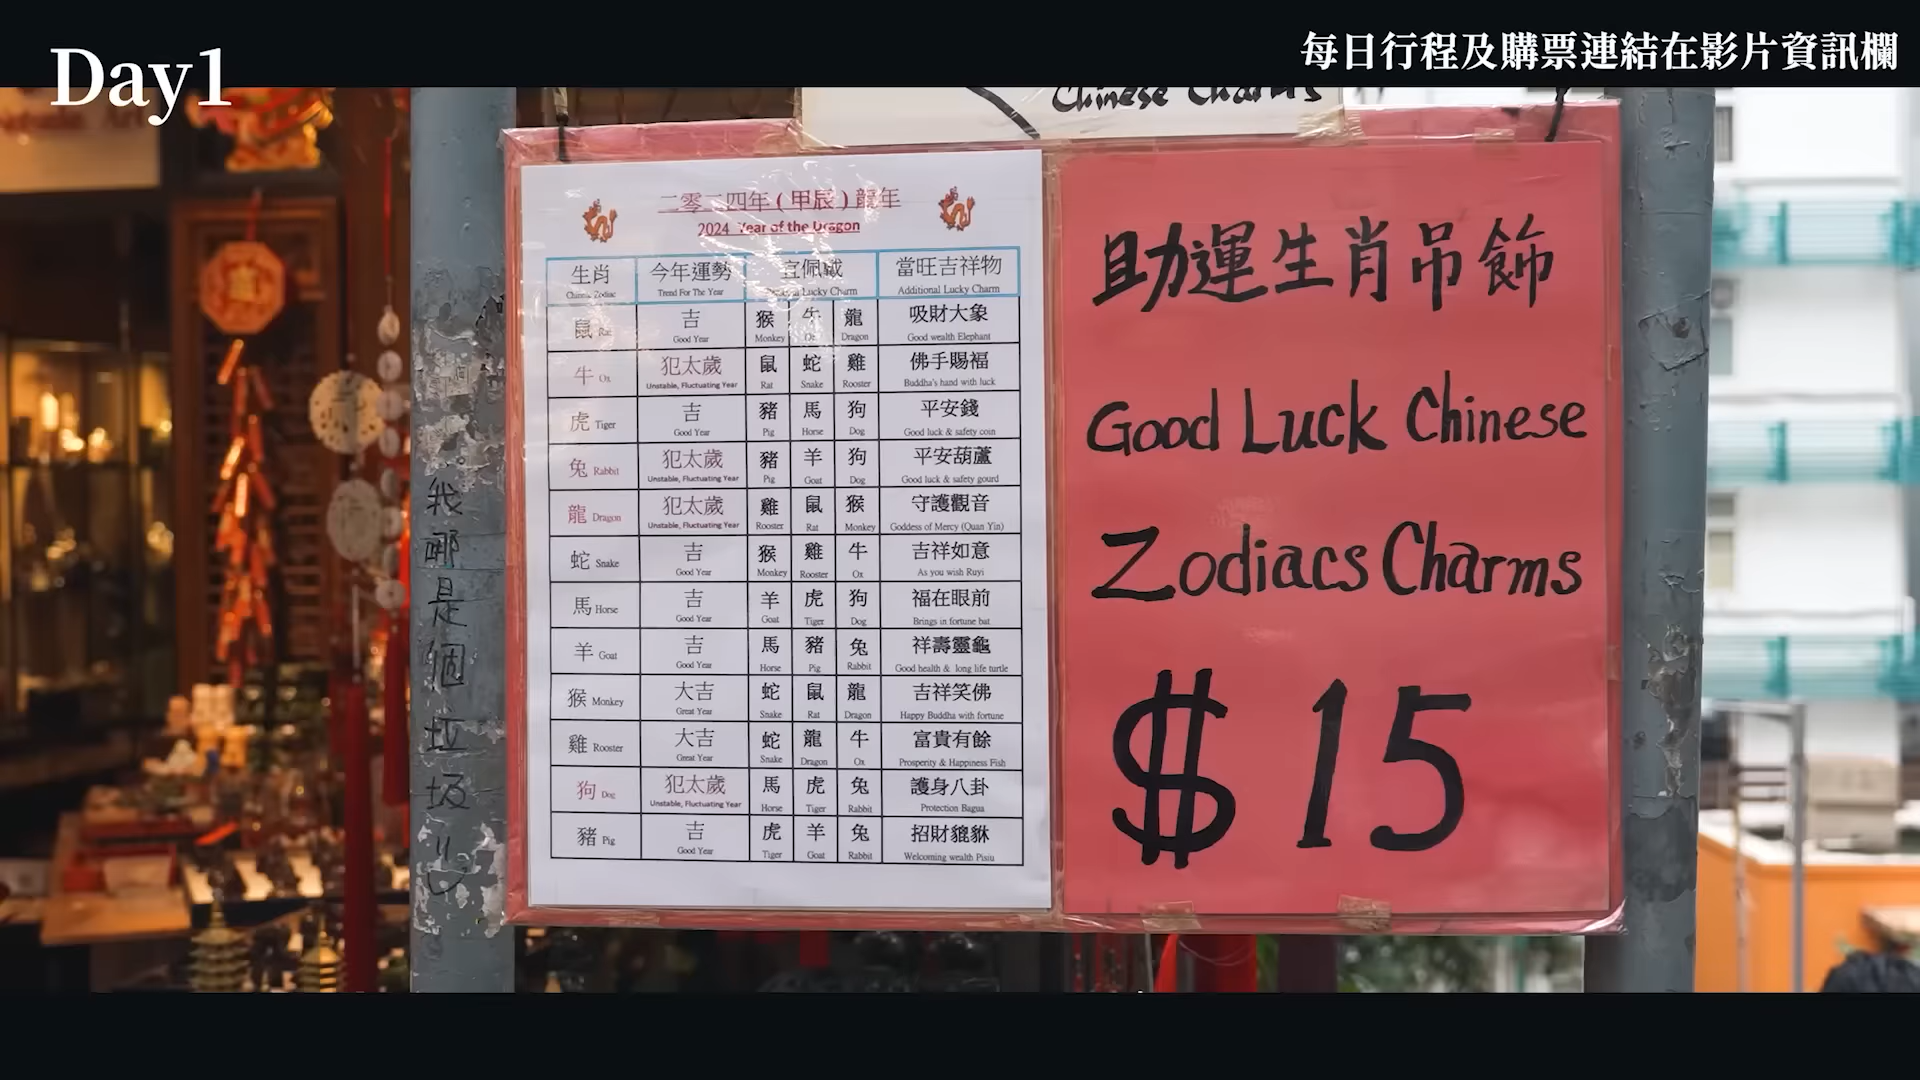 Day1
每日行程及購票連結在影片資訊欄
Chinese Charms
二零二四年(甲辰)龍年
2024 Year of the Dragon
生肖 今年運勢 宜佩戴 當旺吉祥物
Chinese Zodiac Trend For The Year Lucky Charm Additional Lucky Charm
鼠 Rat 吉 猴 牛 龍 吸財大象
Good Year Monkey Ox Dragon Good wealth Elephant
牛 Ox 犯太歲 鼠 蛇 雞 佛手賜福
Unstable, Fluctuating Year Rat Snake Rooster Buddha's hand with luck
虎 Tiger 吉 豬 馬 狗 平安錢
Good Year Pig Horse Dog Good luck & safety coin
兔 Rabbit 犯太歲 豬 羊 狗 平安葫蘆
Unstable, Fluctuating Year Pig Goat Dog Good luck & safety gourd
龍 Dragon 犯太歲 雞 鼠 猴 守護觀音
Unstable, Fluctuating Year Rooster Rat Monkey Goddess of Mercy (Quan Yin)
蛇 Snake 吉 猴 雞 牛 吉祥如意
Good Year Monkey Rooster Ox As you wish Ruyi
馬 Horse 吉 羊 虎 狗 福在眼前
Good Year Goat Tiger Dog Brings in fortune bat
羊 Goat 吉 馬 豬 兔 祥壽靈龜
Good Year Horse Pig Rabbit Good health & long life turtle
猴 Monkey 大吉 蛇 鼠 龍 吉祥笑佛
Great Year Snake Rat Dragon Happy Buddha with fortune
雞 Rooster 大吉 蛇 龍 牛 富貴有餘
Great Year Snake Dragon Ox Prosperity & Happiness Fish
狗 Dog 犯太歲 馬 虎 兔 護身八卦
Unstable, Fluctuating Year Horse Tiger Rabbit Protection Bagua
豬 Pig 吉 虎 羊 兔 招財貔貅
Good Year Tiger Goat Rabbit Welcoming wealth Pixiu
助運生肖吊飾
Good Luck Chinese
Zodiacs Charms
$15
我哪是個垃圾